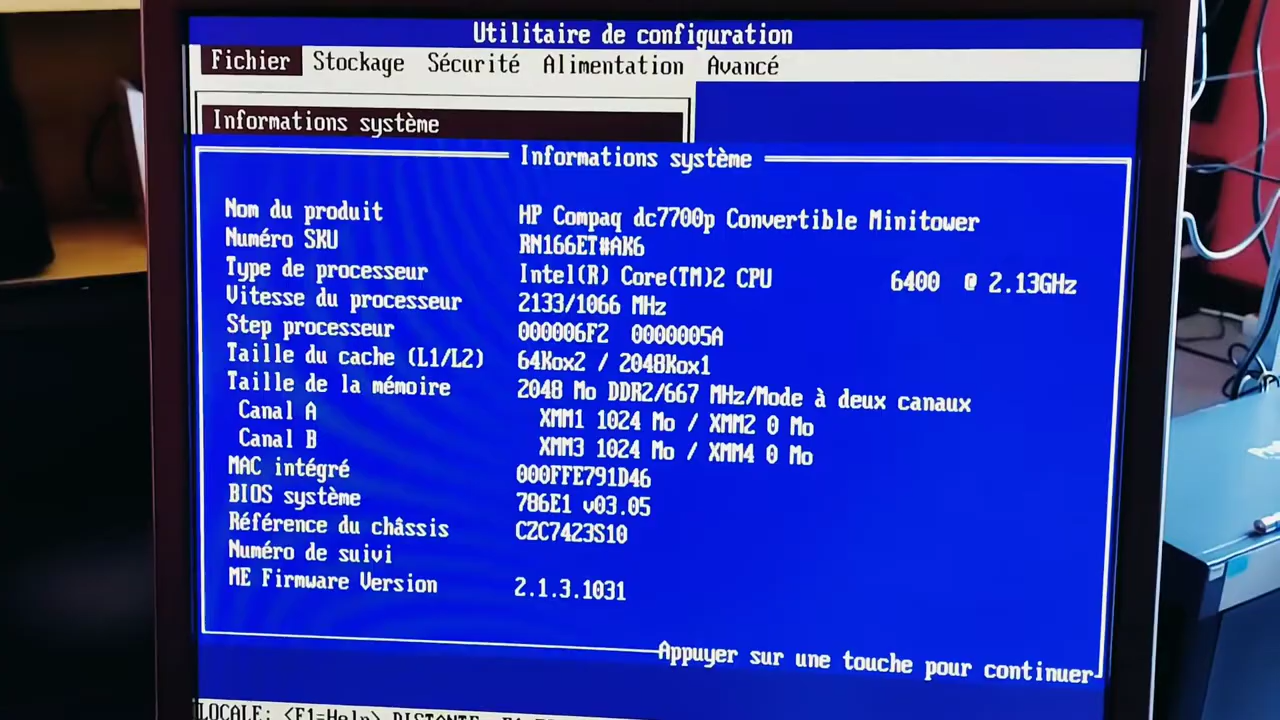 Utilitaire de configuration
Fichier Stockage Sécurité Alimentation Avancé
Informations système
Informations système
Nom du produit HP Compaq dc7700p Convertible Minitower
Numéro SKU RN166ET#AK6
Type de processeur Intel(R) Core(TM)2 CPU 6400 @ 2.13GHz
Vitesse du processeur 2133/1066 MHz
Step processeur 000006F2 0000005A
Taille du cache (L1/L2) 64Kox2 / 2048Kox1
Taille de la mémoire 2048 Mo DDR2/667 MHz/Mode à deux canaux
Canal A XMM1 1024 Mo / XMM2 0 Mo
Canal B XMM3 1024 Mo / XMM4 0 Mo
MAC intégré 000FFE791D46
BIOS système 786E1 v03.05
Référence du châssis CZC7423S10
Numéro de suivi
ME Firmware Version 2.1.3.1031
Appuyer sur une touche pour continuer
LOCALE: <F1=Help> DISTANTE